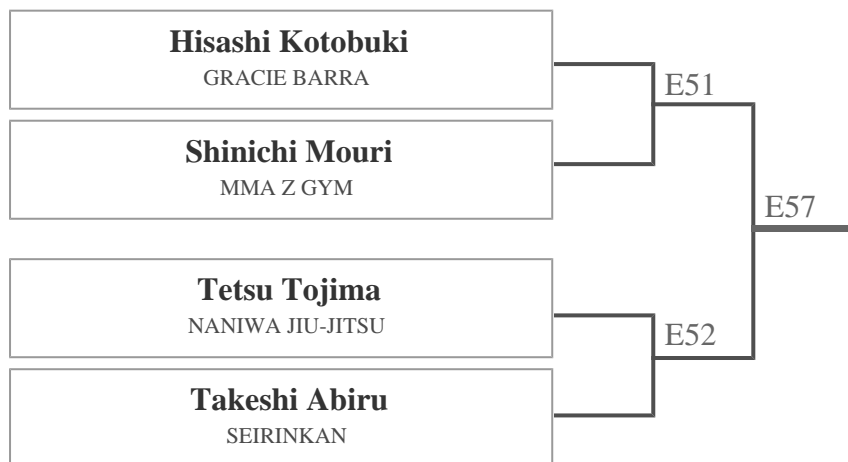 Hisashi Kotobuki
GRACIE BARRA
E51
Shinichi Mouri
MMA Z GYM
E57
Tetsu Tojima
NANIWA JIU-JITSU
E52
Takeshi Abiru
SEIRINKAN